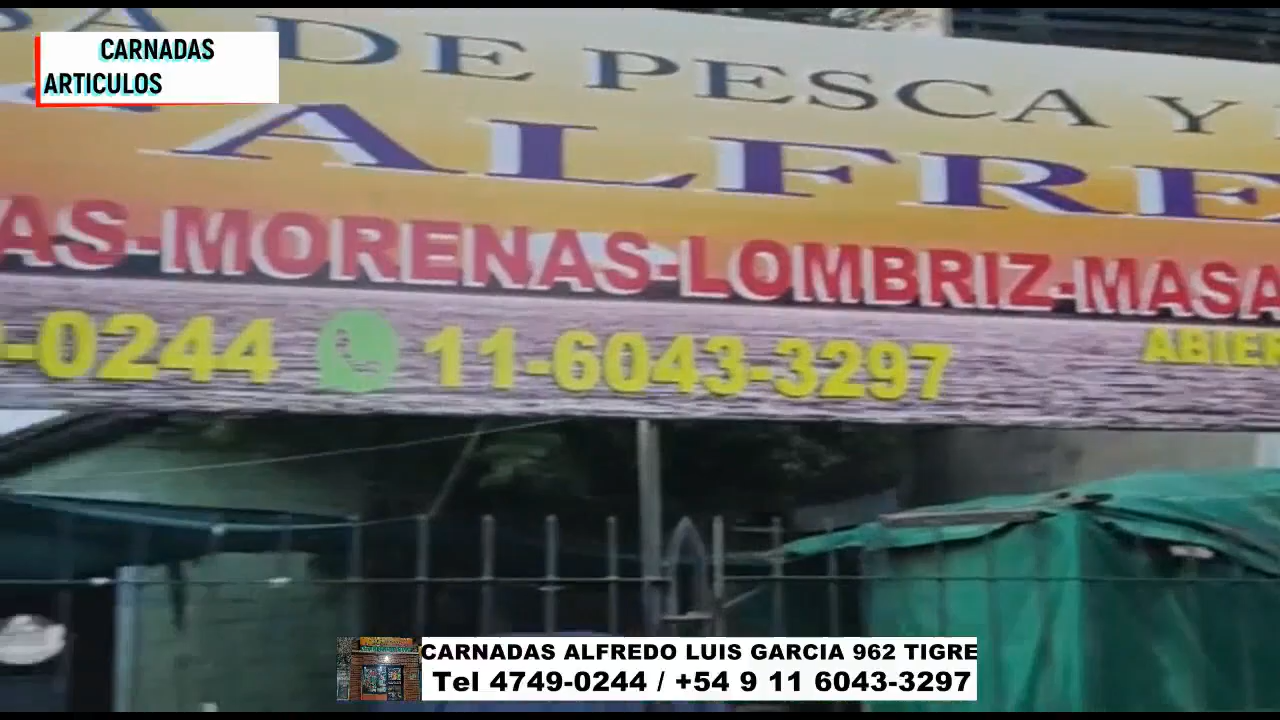 CARNADAS
ARTICULOS
DE PESCA Y
ALFRE
AS-MORENAS-LOMBRIZ-MASA
-0244 11-6043-3297
ABIER
CARNADAS ALFREDO LUIS GARCIA 962 TIGRE
Tel 4749-0244 / +54 9 11 6043-3297